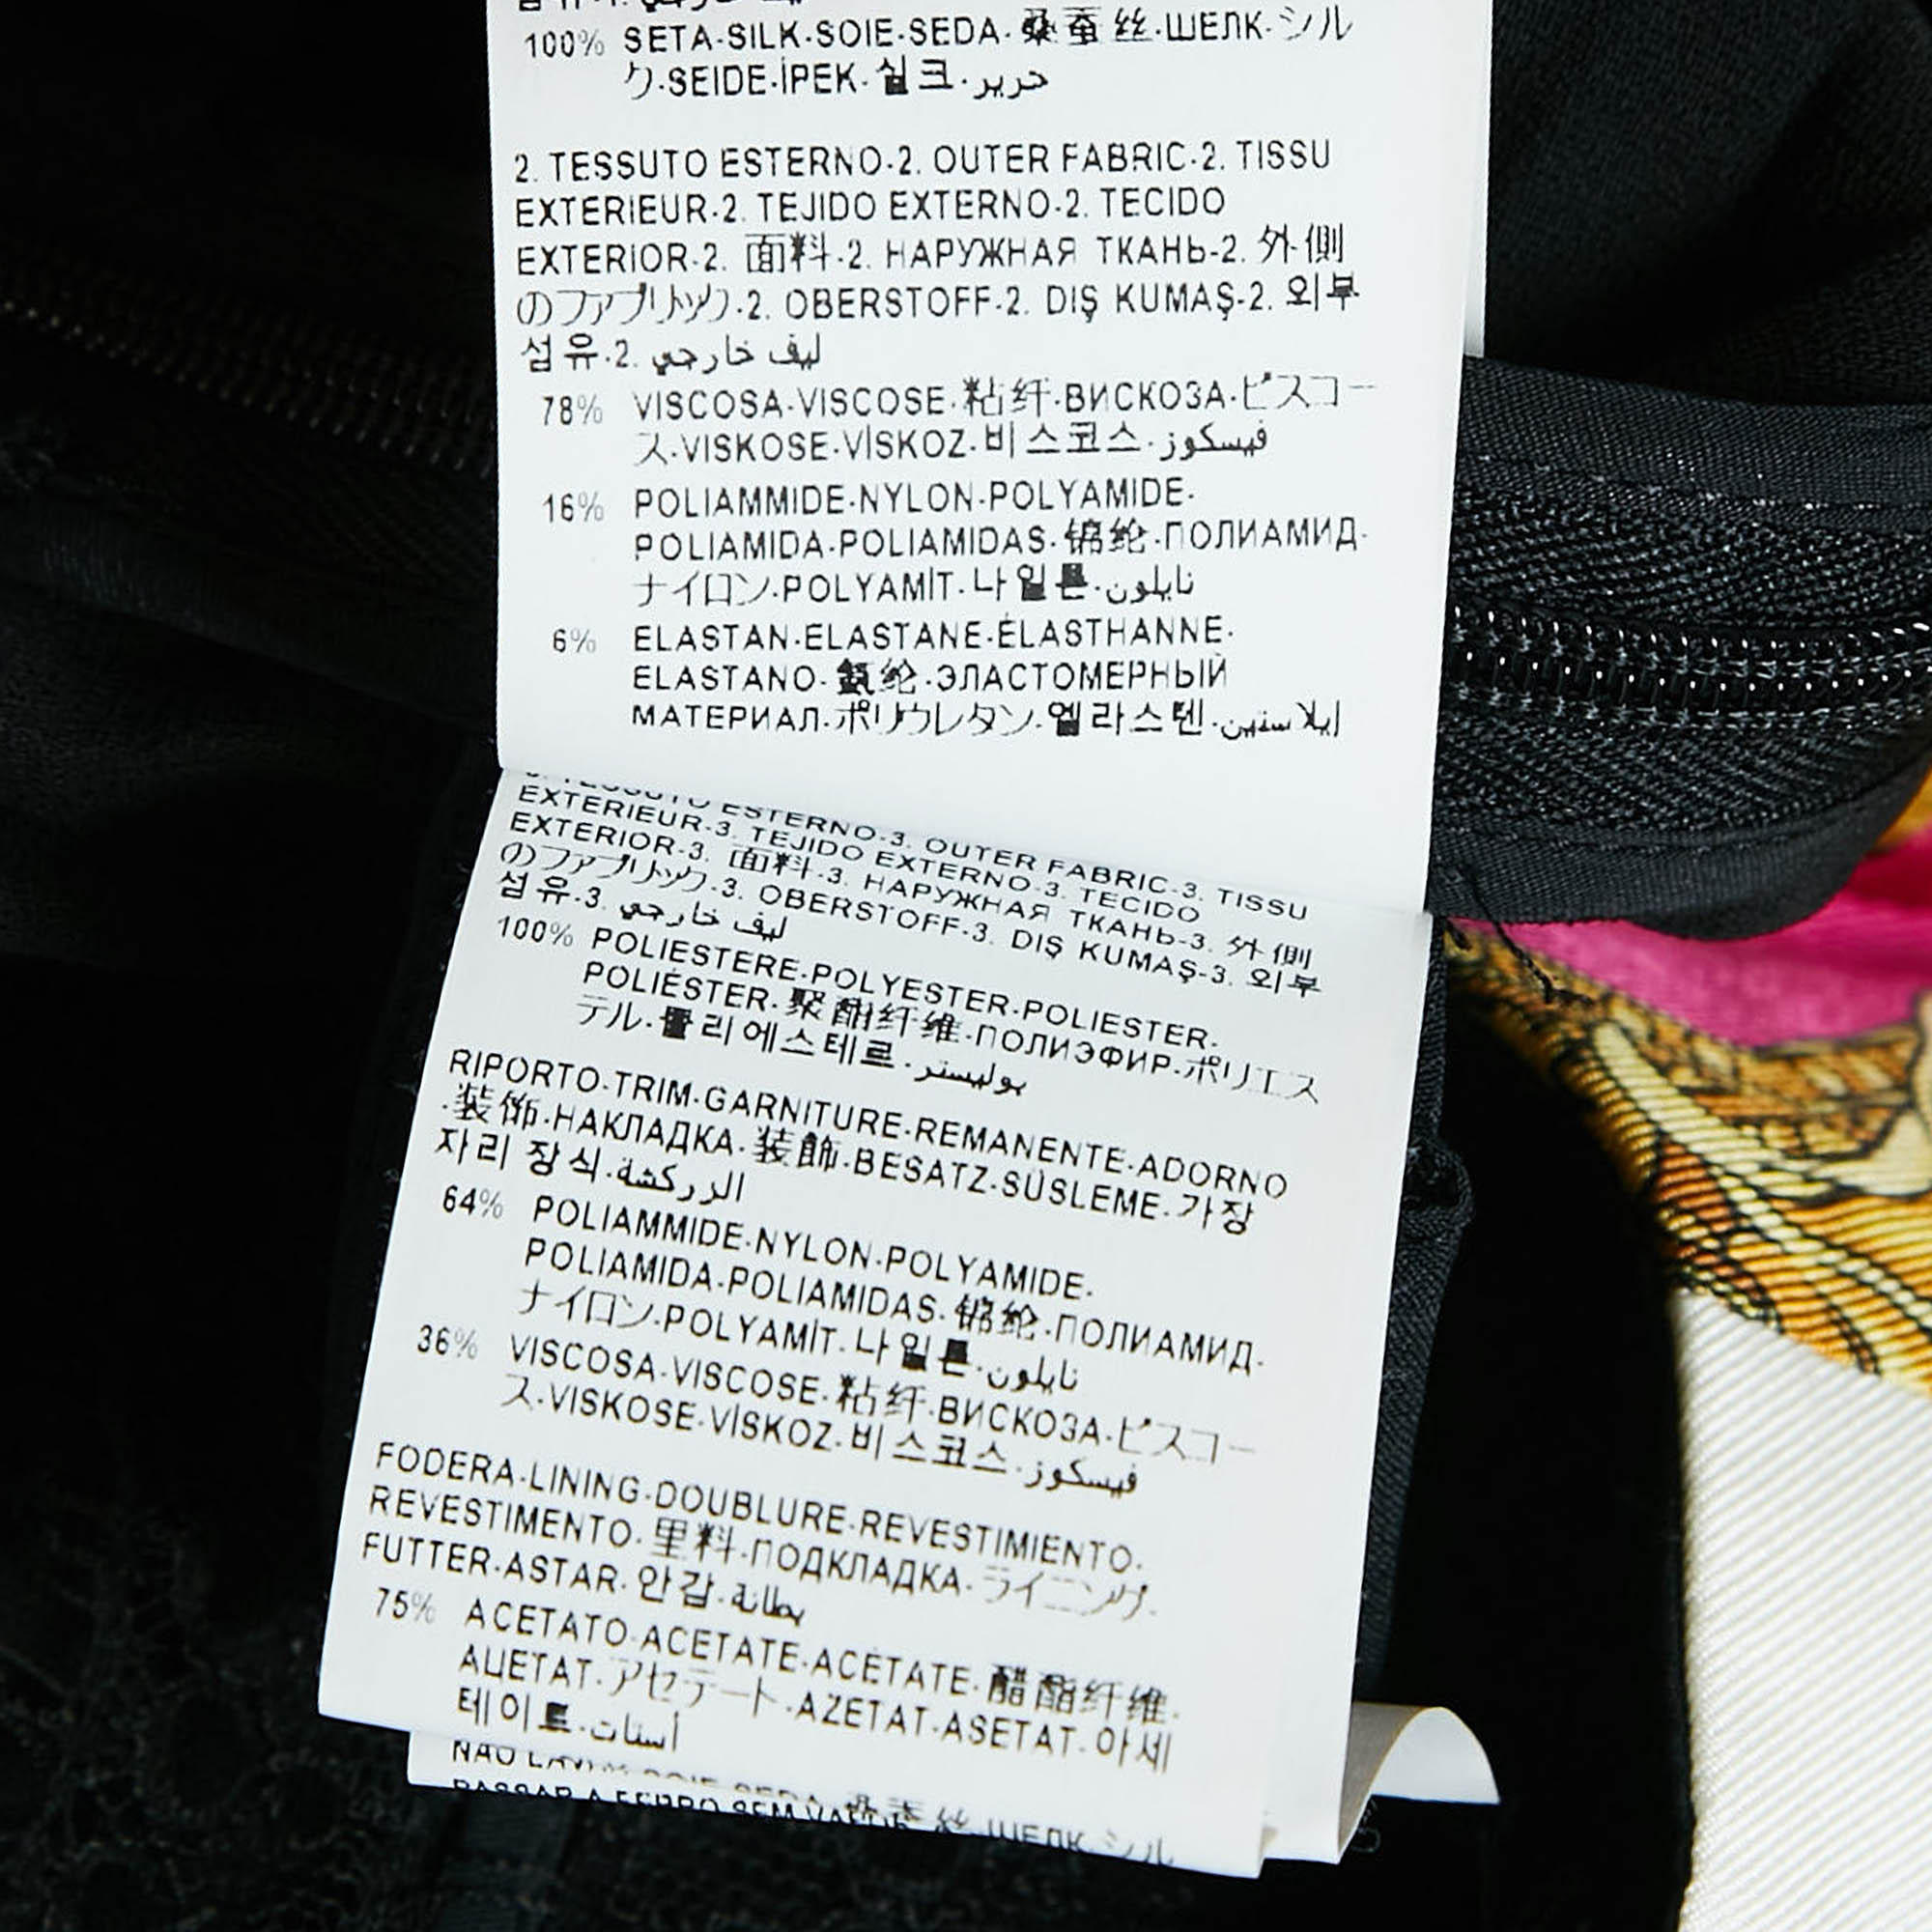 100% SETA·SILK·SOIE·SEDA·桑蚕丝·ШЕЛК·シル
ク·SEIDE·İPEK·실크·حرير
2. TESSUTO ESTERNO·2. OUTER FABRIC·2. TISSU
EXTERIEUR·2. TEJIDO EXTERNO·2. TECIDO
EXTERIOR·2. 面料·2. НАРУЖНАЯ ТКАНЬ·2. 外側
のファブリック·2. OBERSTOFF·2. DIŞ KUMAŞ·2. 외부
섬유·2. ليف خارجي
78% VISCOSA·VISCOSE·粘纤·ВИСКОЗА·ビスコー
ス·VISKOSE·VİSKOZ·비스코스·فيسكوز
16% POLIAMMIDE·NYLON·POLYAMIDE·
POLIAMIDA·POLIAMIDAS·锦纶·ПОЛИАМИД·
ナイロン·POLYAMİT·나일론·نايلون
6% ELASTAN·ELASTANE·ÉLASTHANNE·
ELASTANO·氨纶·ЭЛАСТОМЕРНЫЙ
МАТЕРИАЛ·ポリウレタン·엘라스텐·إيلاستين
3. TESSUTO ESTERNO·3. OUTER FABRIC·3. TISSU
EXTERIEUR·3. TEJIDO EXTERNO·3. TECIDO
EXTERIOR·3. 面料·3. НАРУЖНАЯ ТКАНЬ·3. 外側
のファブリック·3. OBERSTOFF·3. DIŞ KUMAŞ·3. 외부
섬유·3. ليف خارجي
100% POLIESTERE·POLYESTER·POLIESTER·
POLIÉSTER·聚酯纤维·ПОЛИЭФИР·ポリエス
テル·폴리에스테르·بوليستر
RIPORTO·TRIM·GARNITURE·REMANENTE·ADORNO
·装饰·НАКЛАДКА·装飾·BESATZ·SÜSLEME·가장
자리 장식·الزركشة
64% POLIAMMIDE·NYLON·POLYAMIDE·
POLIAMIDA·POLIAMIDAS·锦纶·ПОЛИАМИД·
ナイロン·POLYAMİT·나일론·نايلون
36% VISCOSA·VISCOSE·粘纤·ВИСКОЗА·ビスコー
ス·VISKOSE·VİSKOZ·비스코스·فيسكوز
FODERA·LINING·DOUBLURE·REVESTIMIENTO·
REVESTIMENTO·里料·ПОДКЛАДКА·ライニング·
FUTTER·ASTAR·안감·بطانة
75% ACETATO·ACETATE·ACÉTATE·醋酯纤维·
АЦЕТАТ·アセテート·AZETAT·ASETAT·아세
테이트·أستات